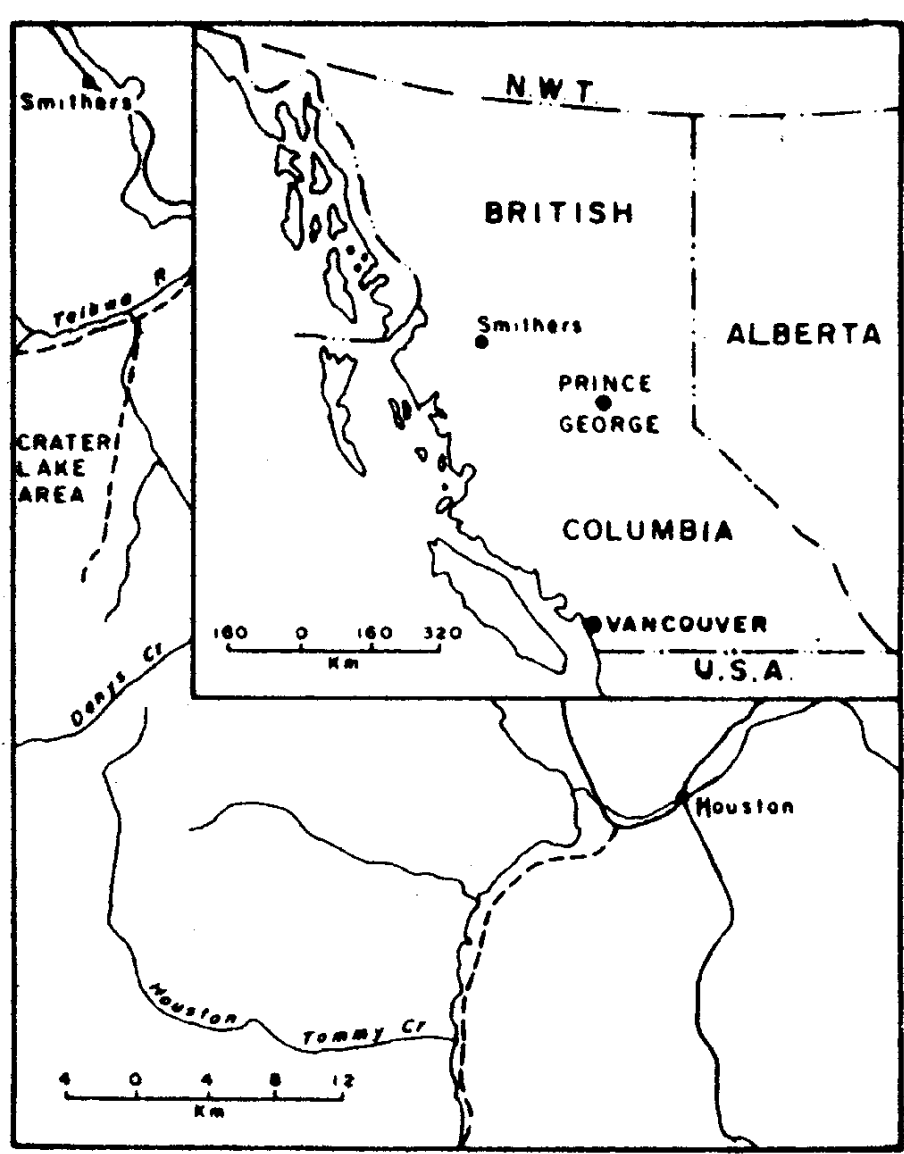 Smithers
N.W.T.
BRITISH
Telkwa R
Smithers
ALBERTA
PRINCE
GEORGE
CRATER
LAKE
AREA
COLUMBIA
160 0 160 320
Km
VANCOUVER
U.S.A.
Denys Cr
Houston
Houston
Tommy Cr
4 0 4 8 12
Km